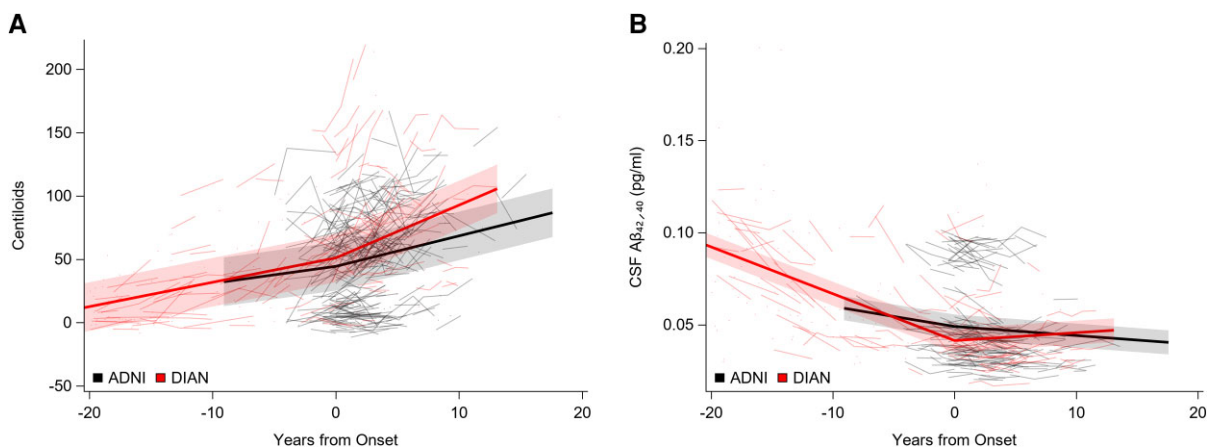 A
200
150
100
50
0
-50
Centiloids
ADNI DIAN
-20 -10 0 10 20
Years from Onset
B
0.20
0.15
0.10
0.05
CSF Aβ42/40 (pg/ml)
ADNI DIAN
-20 -10 0 10 20
Years from Onset